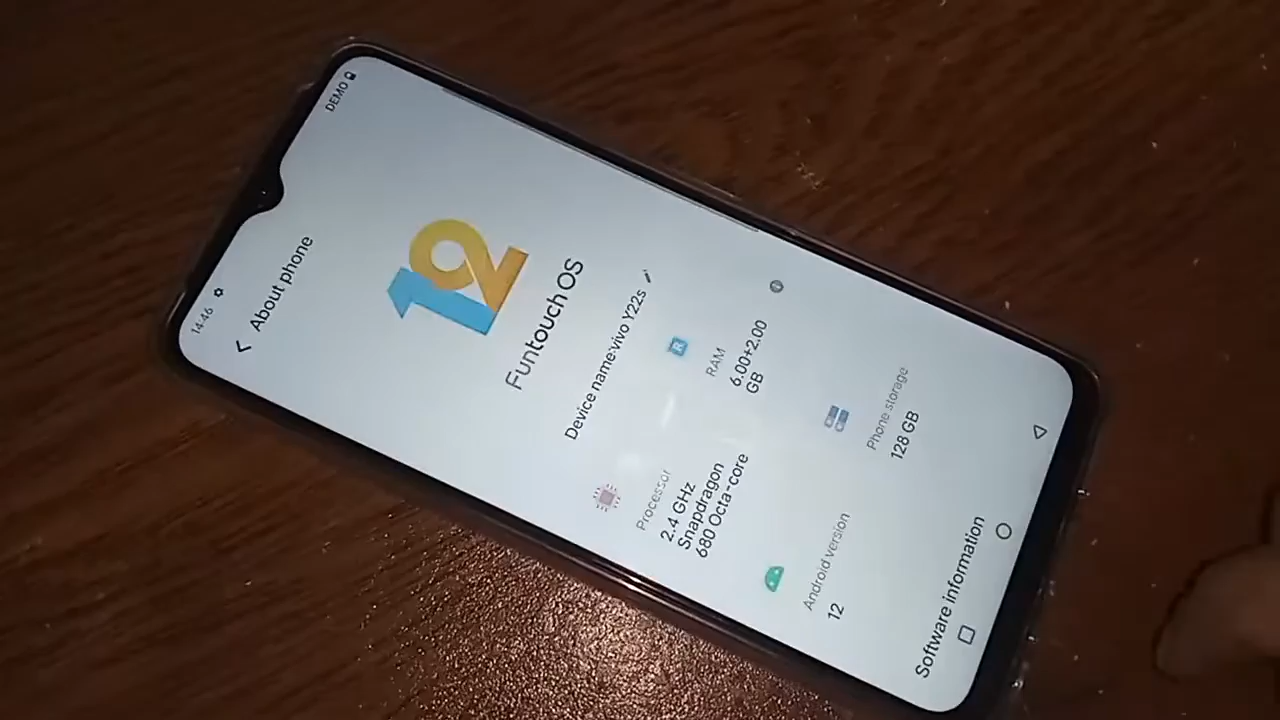 14:46
DEMO
About phone
12
Funtouch OS
Device name:vivo Y22s
Processor
2.4 GHz
Snapdragon
680 Octa-core
R
RAM
6.00+2.00
GB
Android version
12
Phone storage
128 GB
Software information